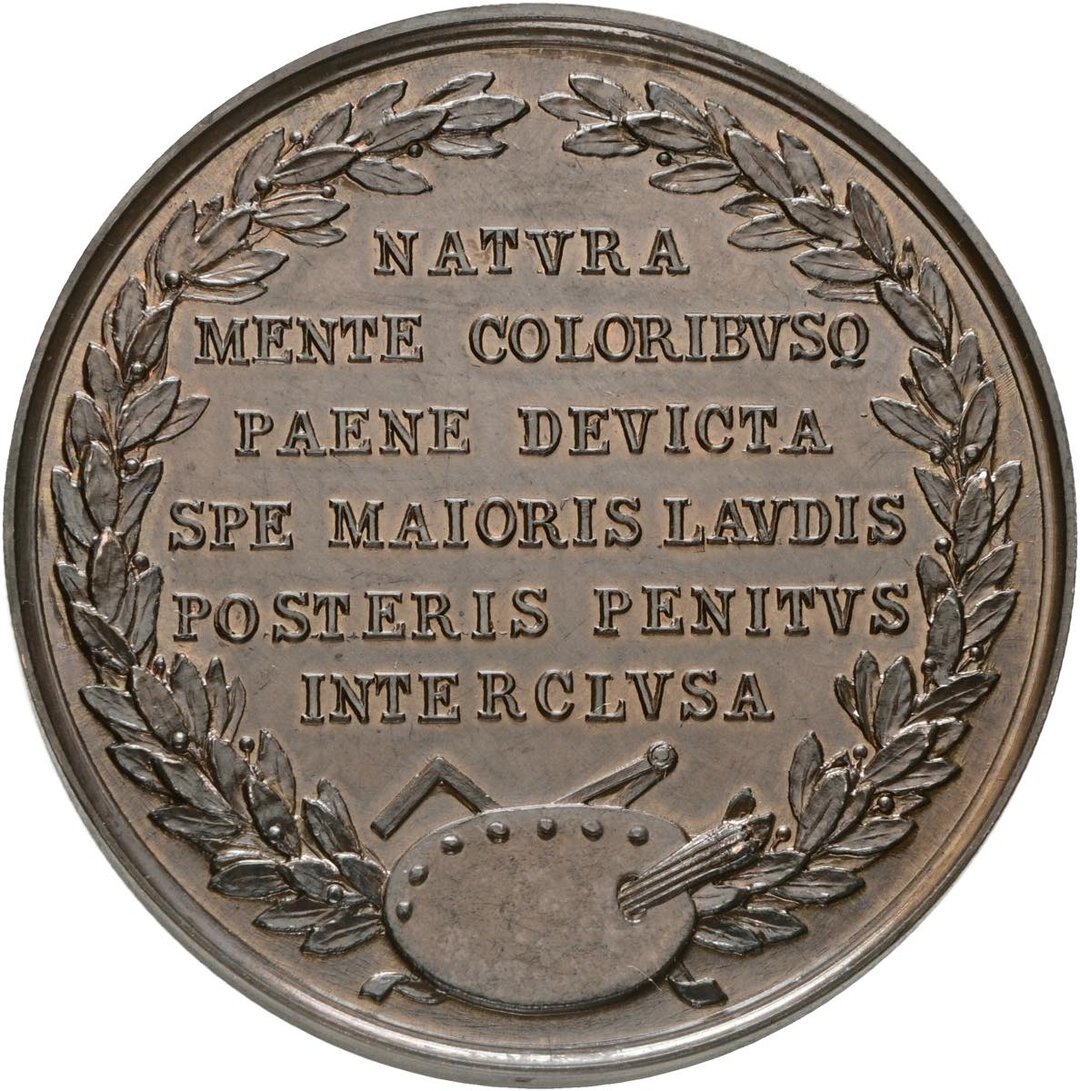 NATVRA
MENTE COLORIBVSQ
PAENE DEVICTA
SPE MAIORIS LAVDIS
POSTERIS PENITVS
INTERCLVSA